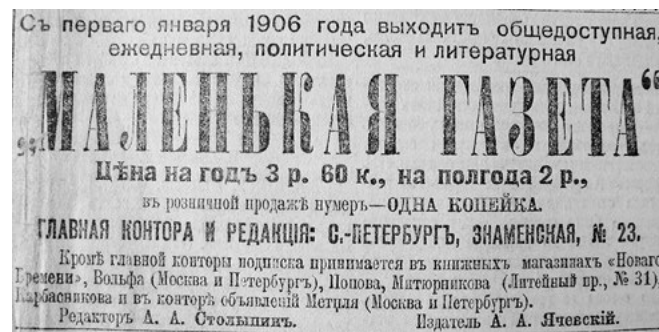 Съ перваго января 1906 года выходитъ общедоступная,
ежедневная, политическая и литературная
„МАЛЕНЬКАЯ ГАЗЕТА“
Цѣна на годъ 3 р. 60 к., на полгода 2 р.,
въ розничной продажѣ нумеръ—ОДНА КОПЕЙКА.
ГЛАВНАЯ КОНТОРА И РЕДАКЦІЯ: С.-ПЕТЕРБУРГЪ, ЗНАМЕНСКАЯ, № 23.
Кромѣ главной конторы подписка принимается въ книжныхъ магазинахъ «Новаго
Времени», Вольфа (Москва и Петербургъ), Попова, Митюрникова (Литейный пр., № 31),
Карбасникова и въ конторѣ объявленій Метцля (Москва и Петербургъ).
Редакторъ А. А. Столыпинъ. Издатель А. А. Ячевскій.